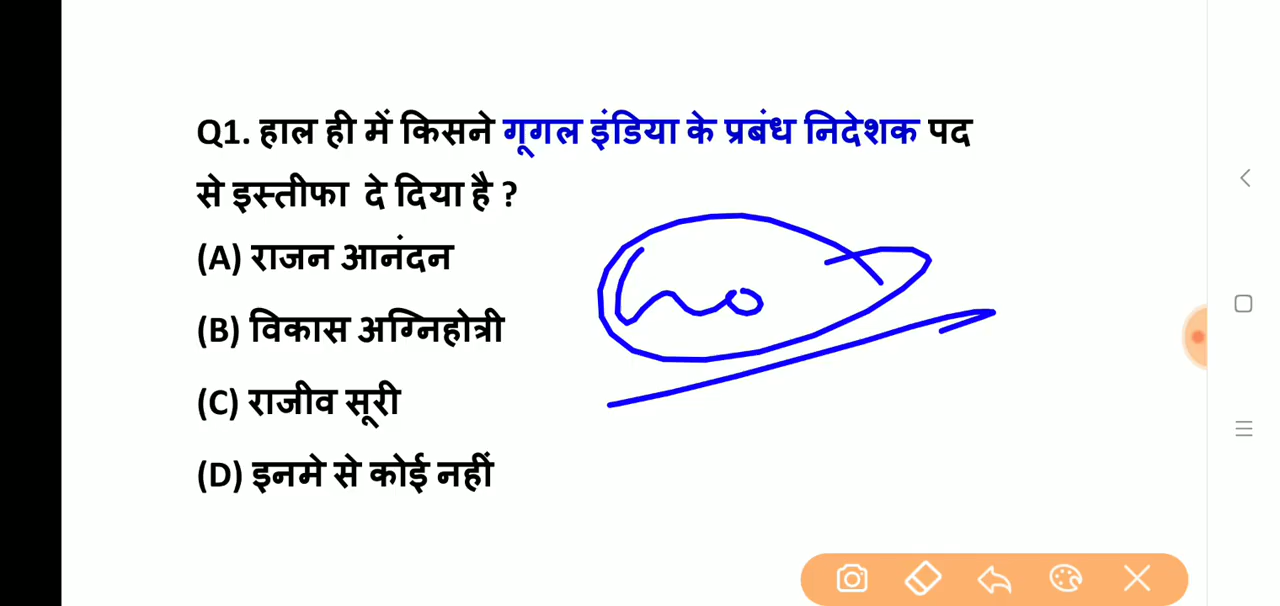 Q1. हाल ही में किसने गूगल इंडिया के प्रबंध निदेशक पद
से इस्तीफा दे दिया है ?
(A) राजन आनंदन
(B) विकास अग्निहोत्री
(C) राजीव सूरी
(D) इनमे से कोई नहीं